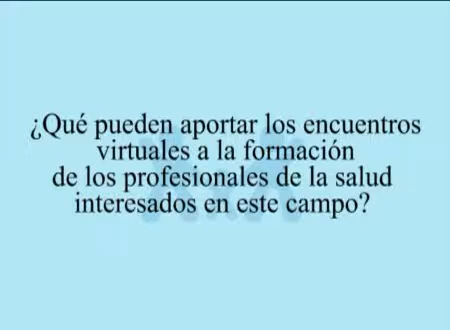 ¿Qué pueden aportar los encuentros
virtuales a la formación
de los profesionales de la salud
interesados en este campo?